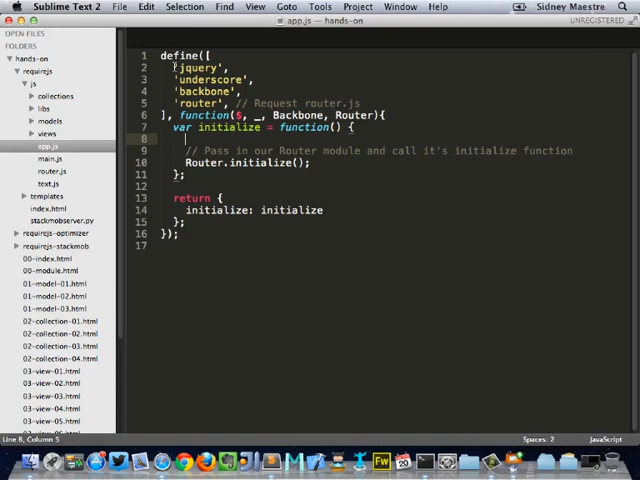 Sublime Text 2 File Edit Selection Find View Goto Tools Project Window Help Sidney Maestre
app.js — hands-on UNREGISTERED
OPEN FILES
FOLDERS
hands-on
requirejs
js
collections
libs
models
views
app.js
main.js
router.js
text.js
templates
index.html
stackmobserver.py
requirejs-optimizer
requirejs-stackmob
00-index.html
00-module.html
01-model-01.html
01-model-02.html
01-model-03.html
02-collection-01.html
02-collection-02.html
02-collection-03.html
02-collection-04.html
03-view-01.html
03-view-02.html
03-view-03.html
03-view-04.html
03-view-05.html
1 define([
2 'jquery',
3 'underscore',
4 'backbone',
5 'router', // Request router.js
6 ], function($, _, Backbone, Router){
7 var initialize = function() {
8
9 // Pass in our Router module and call it's initialize function
10 Router.initialize();
11 };
12
13 return {
14 initialize: initialize
15 };
16 });
17
Line 8, Column 5 Spaces: 2 JavaScript